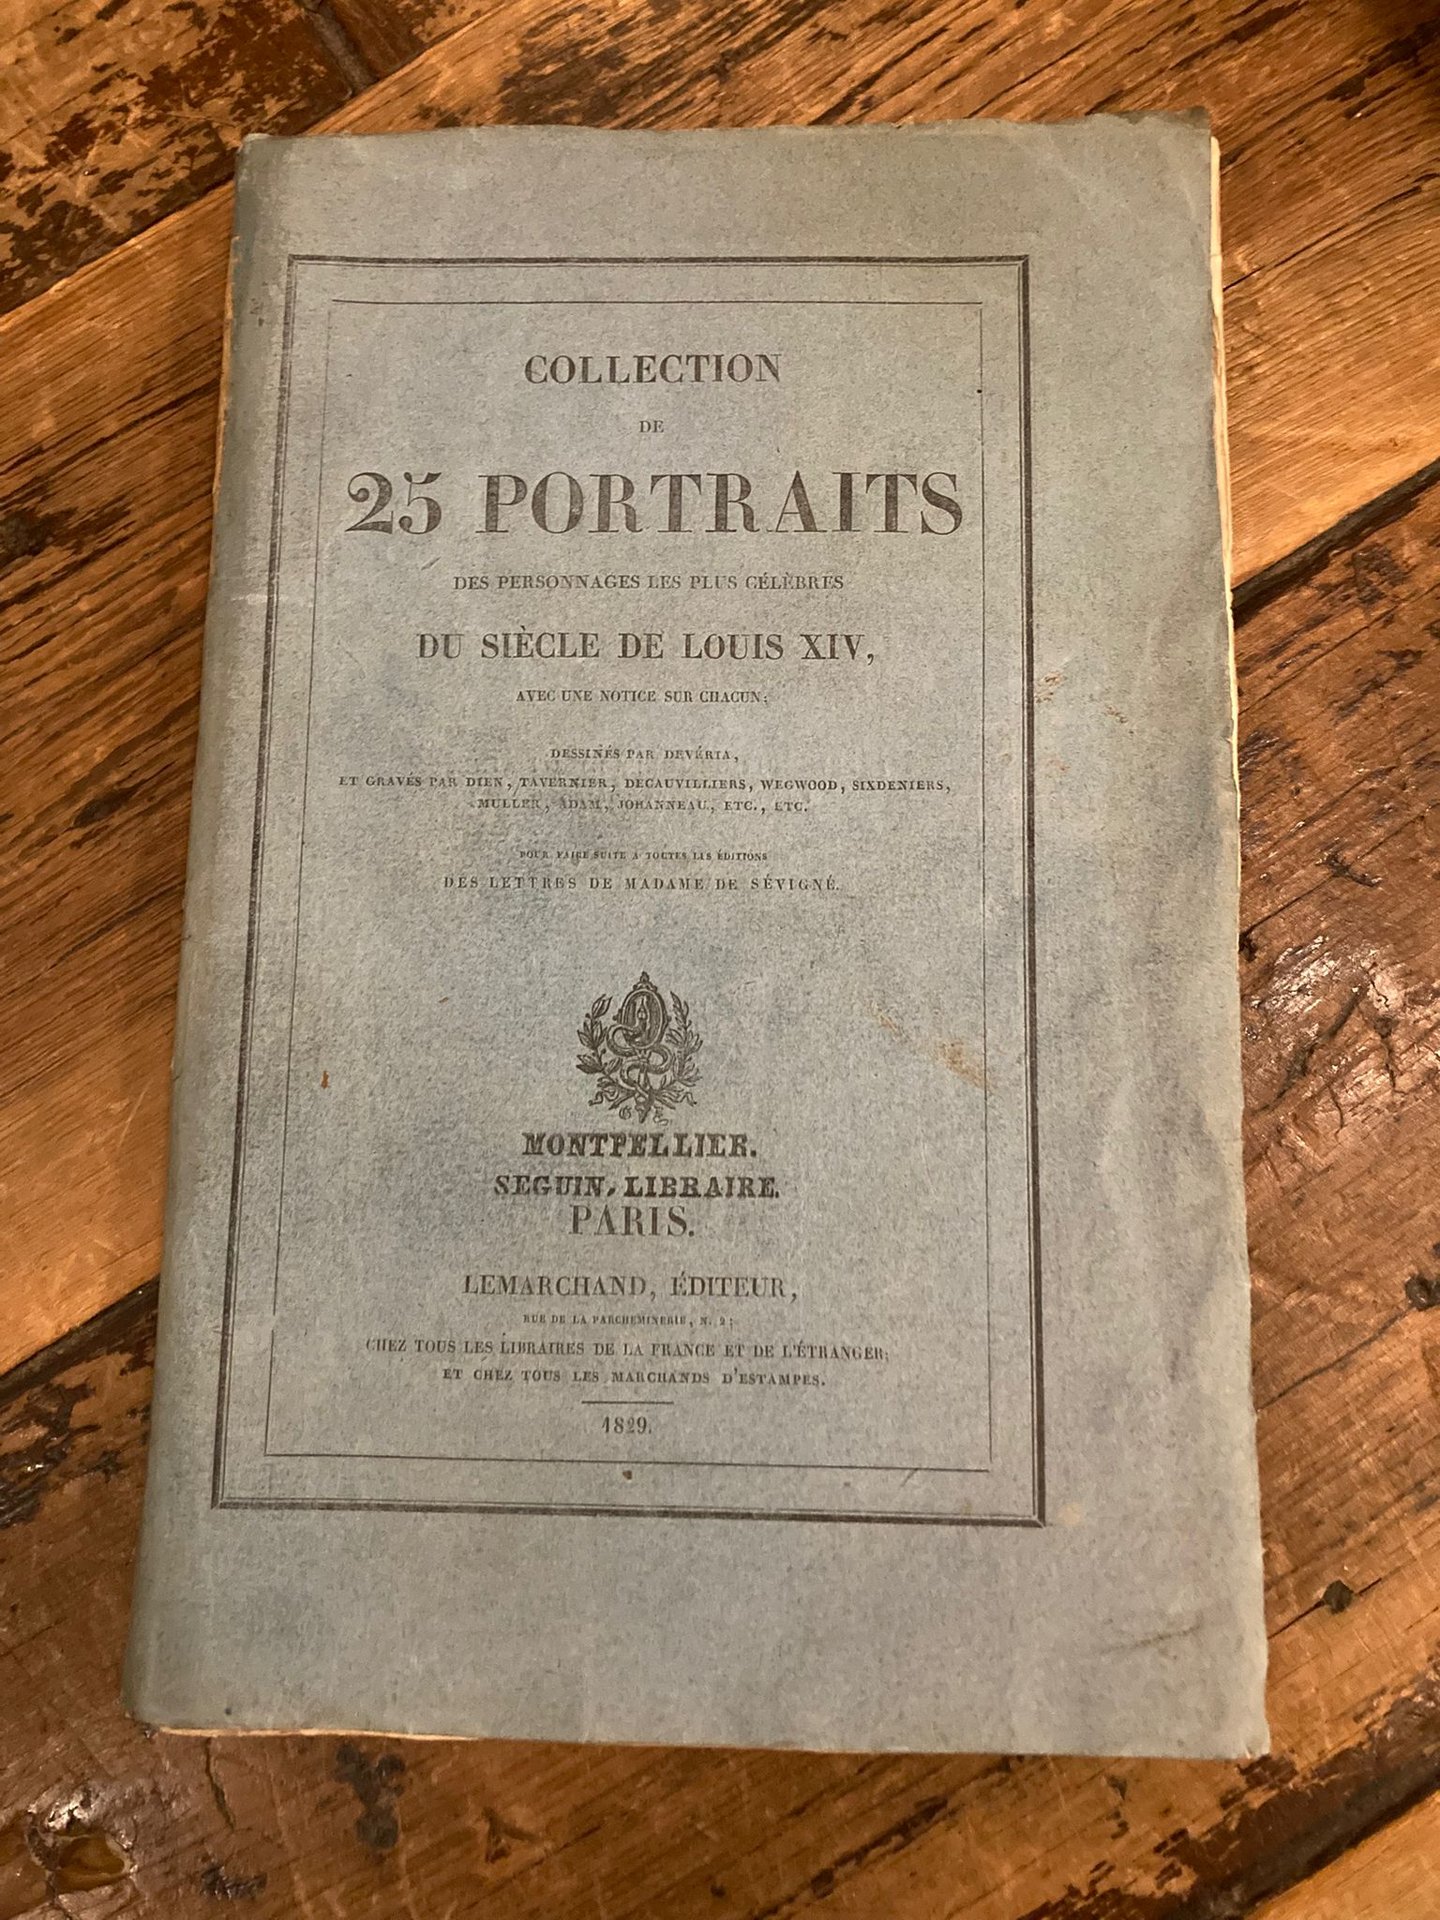 COLLECTION
DE
25 PORTRAITS
DES PERSONNAGES LES PLUS CÉLÈBRES
DU SIÈCLE DE LOUIS XIV,
AVEC UNE NOTICE SUR CHACUN;
DESSINÉS PAR DEVÉRIA,
ET GRAVÉS PAR DIEN, TAVERNIER, DECAUVILLIERS, WEGWOOD, SIXDENIERS,
MULLER, ADAM, JOHANNEAU, ETC., ETC.
POUR FAIRE SUITE A TOUTES LES ÉDITIONS
DES LETTRES DE MADAME DE SÉVIGNÉ.
MONTPELLIER.
SEGUIN, LIBRAIRE.
PARIS.
LEMARCHAND, ÉDITEUR,
RUE DE LA PARCHEMINERIE, N. 2;
CHEZ TOUS LES LIBRAIRES DE LA FRANCE ET DE L'ÉTRANGER;
ET CHEZ TOUS LES MARCHANDS D'ESTAMPES.
1829.